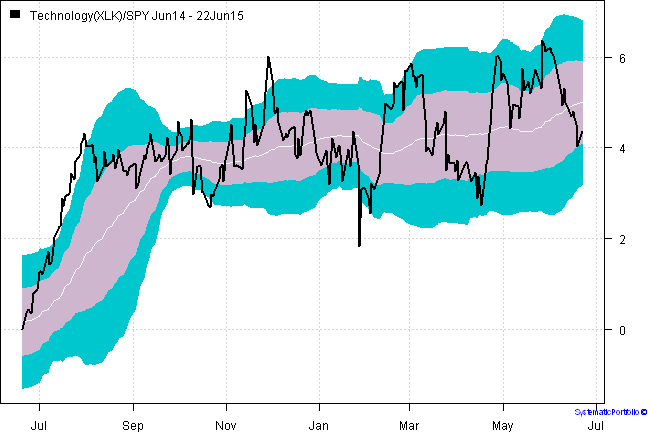 Technology(XLK)/SPY Jun14 - 22Jun15
6
4
2
0
SystematicPortfolio ©
Jul Sep Nov Jan Mar May Jul